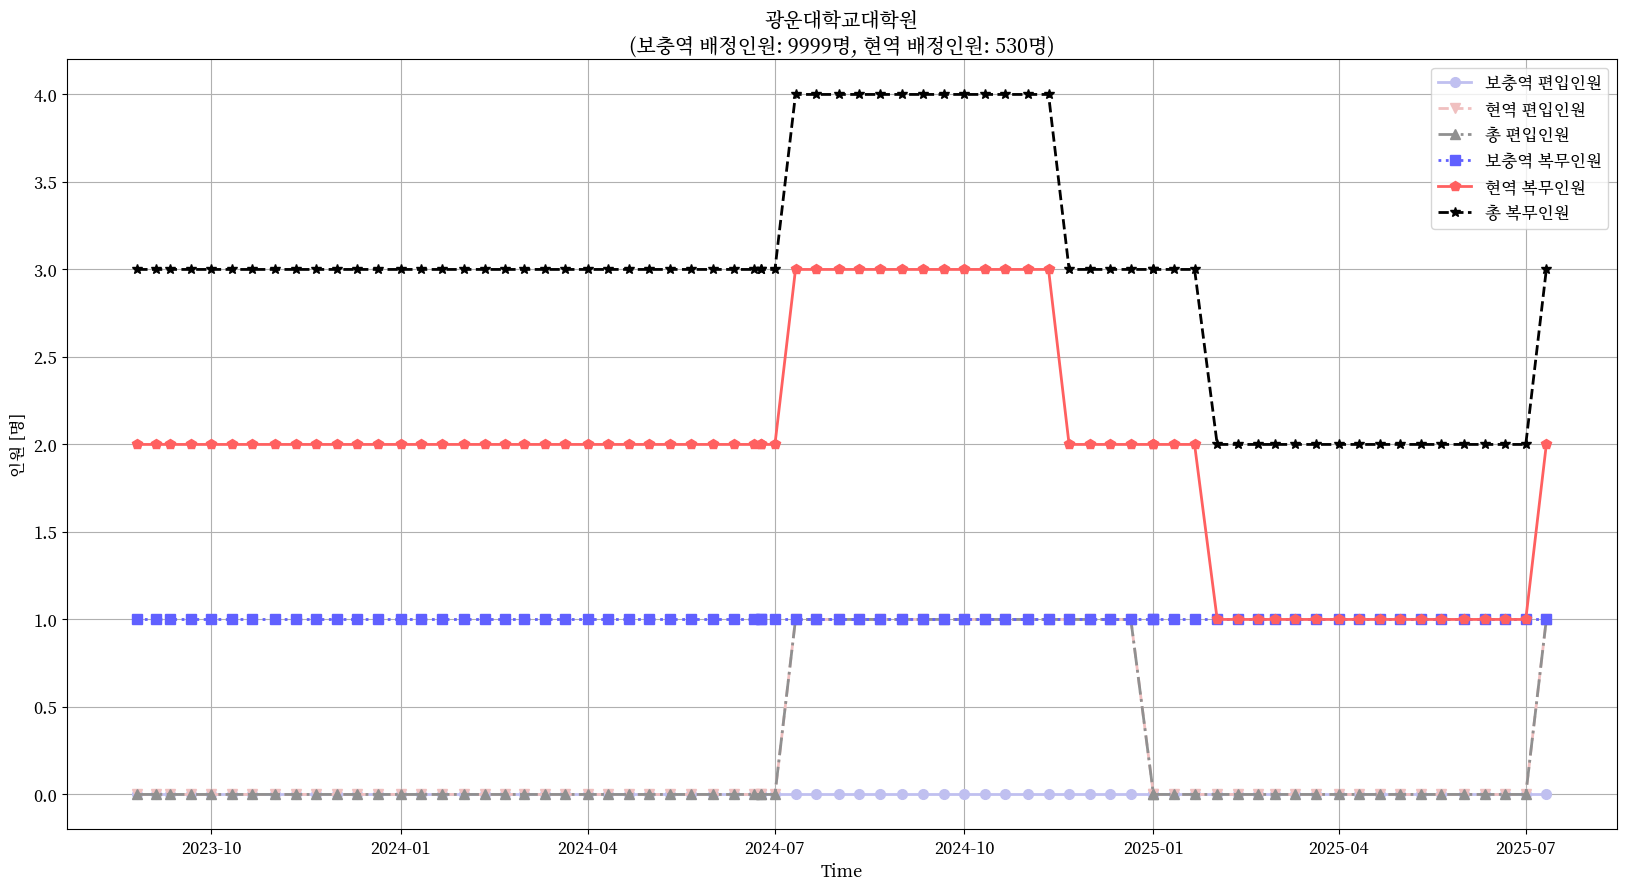 광운대학교대학원
(보충역 배정인원: 9999명, 현역 배정인원: 530명)
보충역 편입인원
현역 편입인원
총 편입인원
보충역 복무인원
현역 복무인원
총 복무인원
인원 [명]
4.0
3.5
3.0
2.5
2.0
1.5
1.0
0.5
0.0
2023-10
2024-01
2024-04
2024-07
2024-10
2025-01
2025-04
2025-07
Time